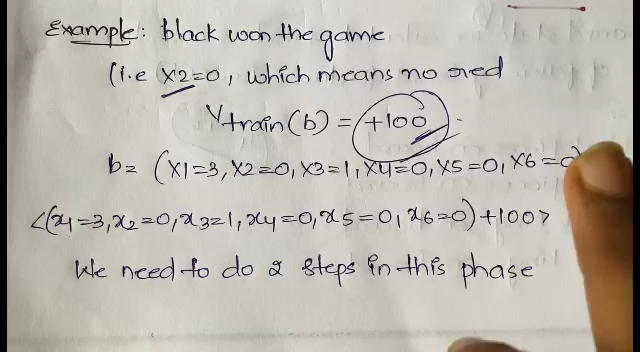 Example: black won the game
(i.e x2=0, which means no red
Vtrain(b) = +100
b= (x1=3, x2=0, x3=1, x4=0, x5=0, x6=0)
<(x1=3, x2=0, x3=1, x4=0, x5=0, x6=0) +100>
We need to do 2 steps in this phase